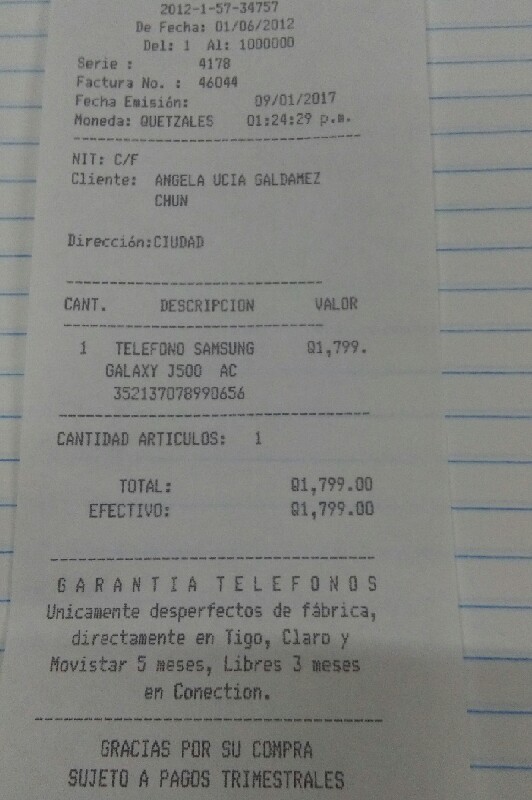 2012-1-57-34757
De Fecha: 01/06/2012
Del: 1 Al: 1000000
Serie : 4178
Factura No. : 46044
Fecha Emisión: 09/01/2017
Moneda: QUETZALES 01:24:29 p.m.
NIT: C/F
Cliente: ANGELA UCIA GALDAMEZ
CHUN
Dirección:CIUDAD
CANT. DESCRIPCION VALOR
1 TELEFONO SAMSUNG Q1,799.
GALAXY J500 AC
352137078990656
CANTIDAD ARTICULOS: 1
TOTAL: Q1,799.00
EFECTIVO: Q1,799.00
G A R A N T I A T E L E F O N O S
Unicamente desperfectos de fábrica,
directamente en Tigo, Claro y
Movistar 5 meses, Libres 3 meses
en Conection.
GRACIAS POR SU COMPRA
SUJETO A PAGOS TRIMESTRALES